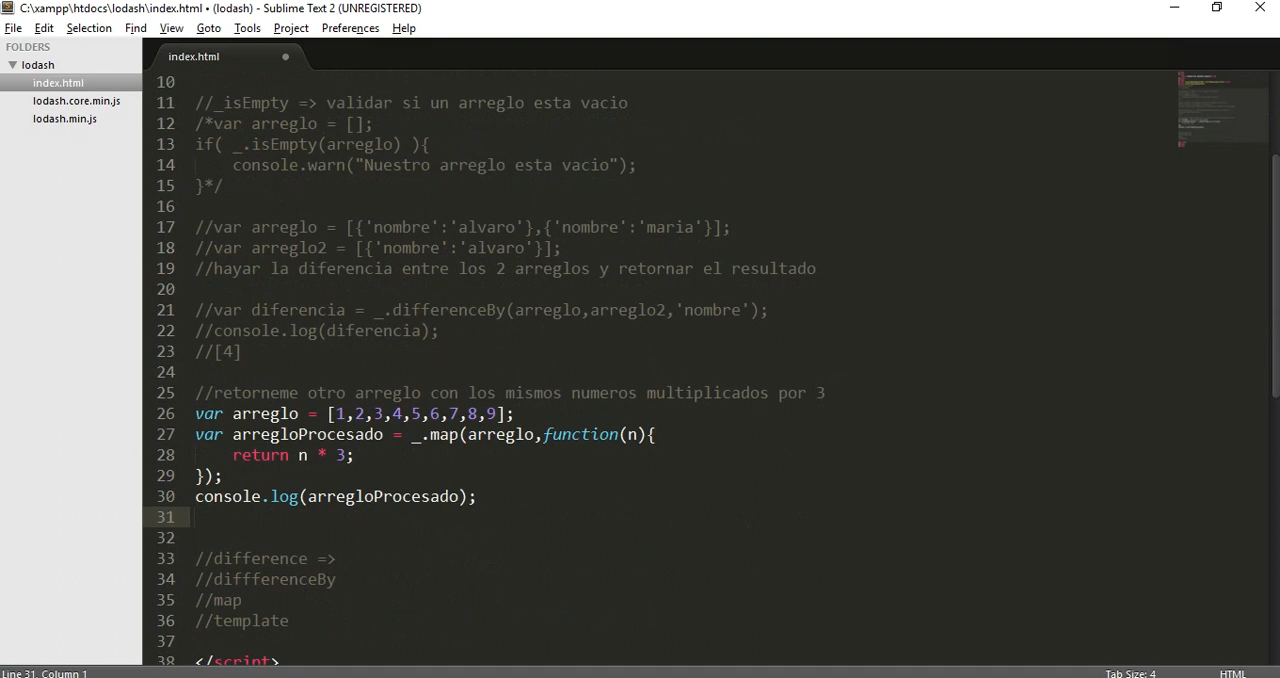 C:\xampp\htdocs\lodash\index.html • (lodash) - Sublime Text 2 (UNREGISTERED)
File Edit Selection Find View Goto Tools Project Preferences Help
FOLDERS
lodash
index.html
lodash.core.min.js
lodash.min.js
index.html
10
11 //_isEmpty => validar si un arreglo esta vacio
12 /*var arreglo = [];
13 if( _.isEmpty(arreglo) ){
14     console.warn("Nuestro arreglo esta vacio");
15 }*/
16
17 //var arreglo = [{'nombre':'alvaro'},{'nombre':'maria'}];
18 //var arreglo2 = [{'nombre':'alvaro'}];
19 //hayar la diferencia entre los 2 arreglos y retornar el resultado
20
21 //var diferencia = _.differenceBy(arreglo,arreglo2,'nombre');
22 //console.log(diferencia);
23 //[4]
24
25 //retorneme otro arreglo con los mismos numeros multiplicados por 3
26 var arreglo = [1,2,3,4,5,6,7,8,9];
27 var arregloProcesado = _.map(arreglo,function(n){
28     return n * 3;
29 });
30 console.log(arregloProcesado);
31
32
33 //difference =>
34 //diffferenceBy
35 //map
36 //template
37
38 </script>
Line 31, Column 1 Tab Size: 4 HTML